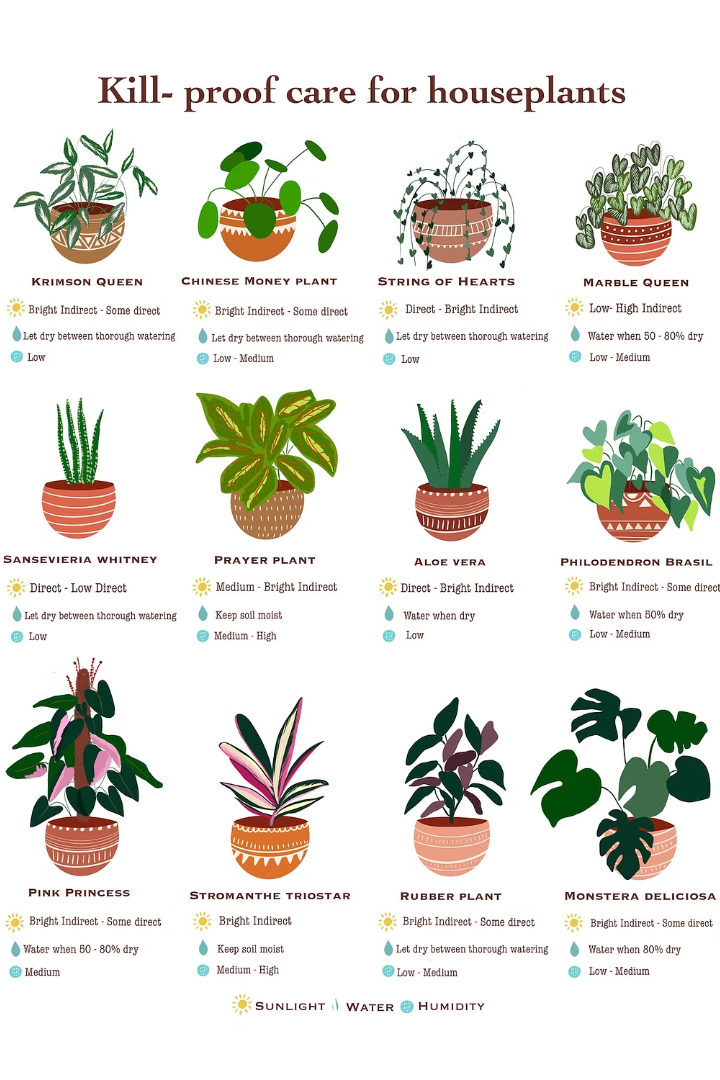 Kill- proof care for houseplants
Krimson Queen
Bright Indirect - Some direct
Let dry between thorough watering
Low
Chinese Money plant
Bright Indirect - Some direct
Let dry between thorough watering
Low - Medium
String of Hearts
Direct - Bright Indirect
Let dry between thorough watering
Low
Marble Queen
Low- High Indirect
Water when 50 - 80% dry
Low - Medium
Sansevieria whitney
Direct - Low Direct
Let dry between thorough watering
Low
Prayer plant
Medium - Bright Indirect
Keep soil moist
Medium - High
Aloe vera
Direct - Bright Indirect
Water when dry
Low
Philodendron Brasil
Bright Indirect - Some direct
Water when 50% dry
Low - Medium
Pink Princess
Bright Indirect - Some direct
Water when 50 - 80% dry
Medium
Stromanthe triostar
Bright Indirect
Keep soil moist
Medium - High
Rubber plant
Bright Indirect - Some direct
Let dry between thorough watering
Low - Medium
Monstera deliciosa
Bright Indirect - Some direct
Water when 80% dry
Low - Medium
Sunlight Water Humidity